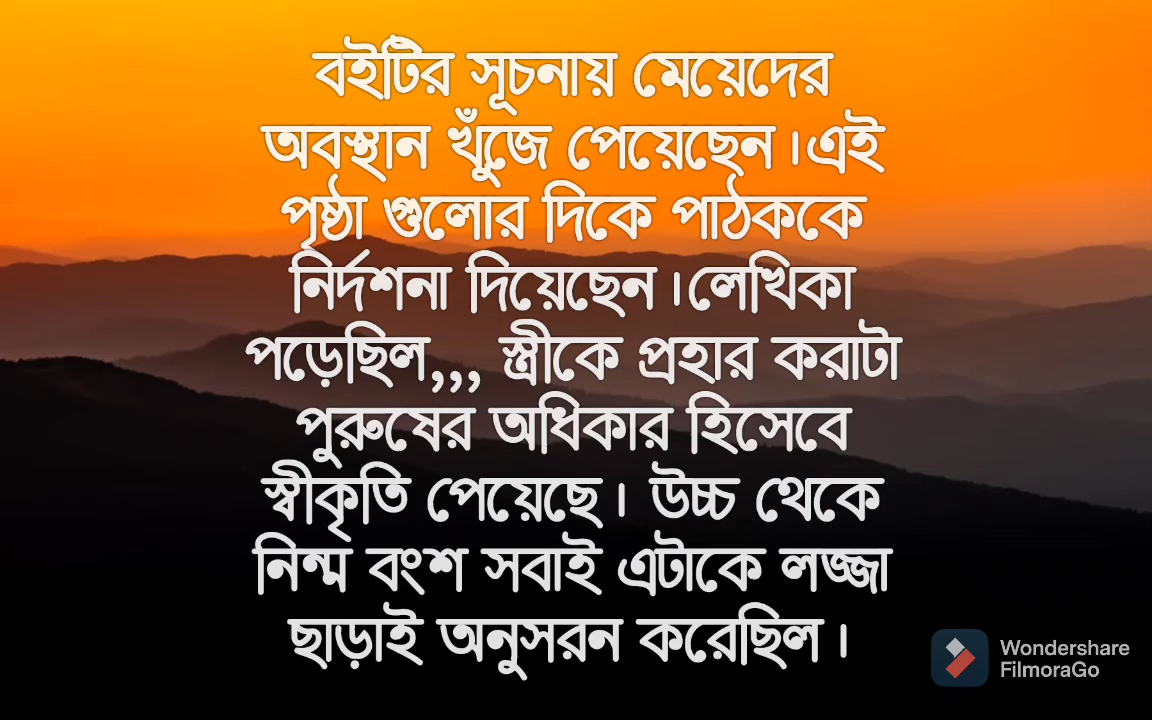 বইটির সূচনায় মেয়েদের
অবস্থান খুঁজে পেয়েছেন।এই
পৃষ্ঠা গুলোর দিকে পাঠককে
নির্দশনা দিয়েছেন।লেখিকা
পড়েছিল,,, স্ত্রীকে প্রহার করাটা
পুরুষের অধিকার হিসেবে
স্বীকৃতি পেয়েছে। উচ্চ থেকে
নিন্ম বংশ সবাই এটাকে লজ্জা
ছাড়াই অনুসরন করেছিল।
Wondershare
FilmoraGo